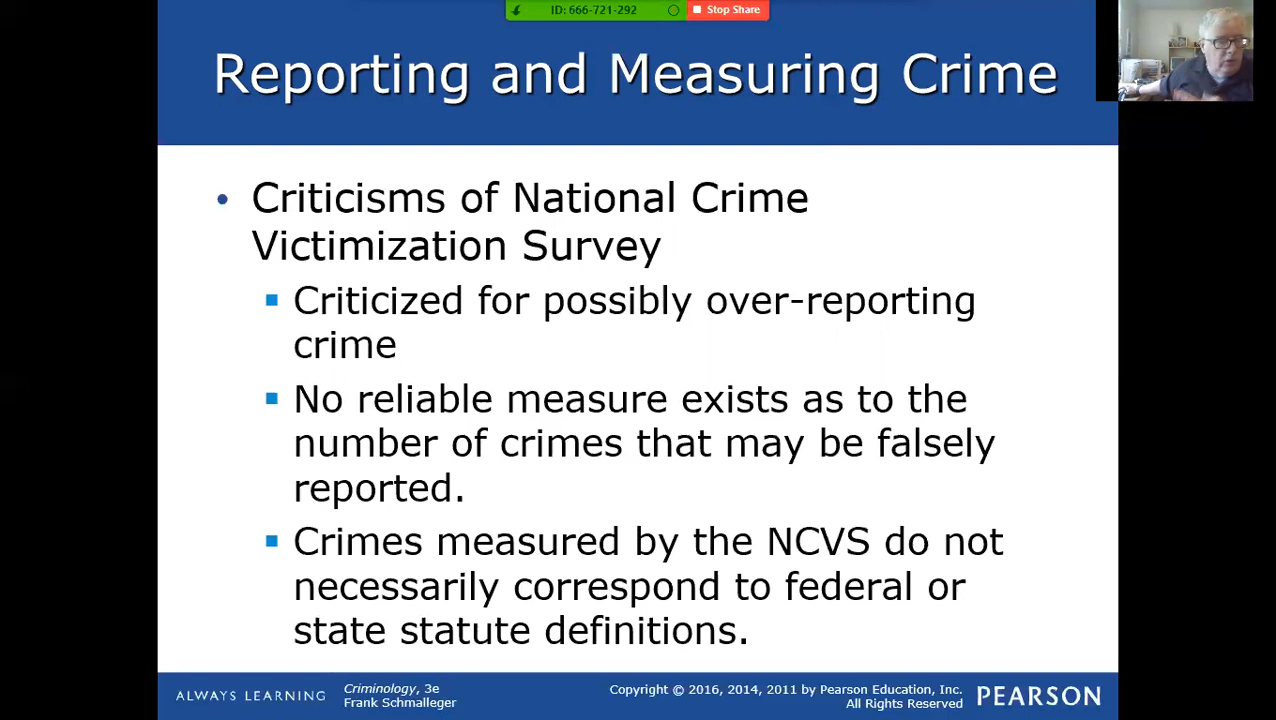 ID: 666-721-292 Stop Share
Reporting and Measuring Crime
• Criticisms of National Crime
Victimization Survey
▪ Criticized for possibly over-reporting
crime
▪ No reliable measure exists as to the
number of crimes that may be falsely
reported.
▪ Crimes measured by the NCVS do not
necessarily correspond to federal or
state statute definitions.
ALWAYS LEARNING
Criminology, 3e
Frank Schmalleger
Copyright © 2016, 2014, 2011 by Pearson Education, Inc.
All Rights Reserved
PEARSON